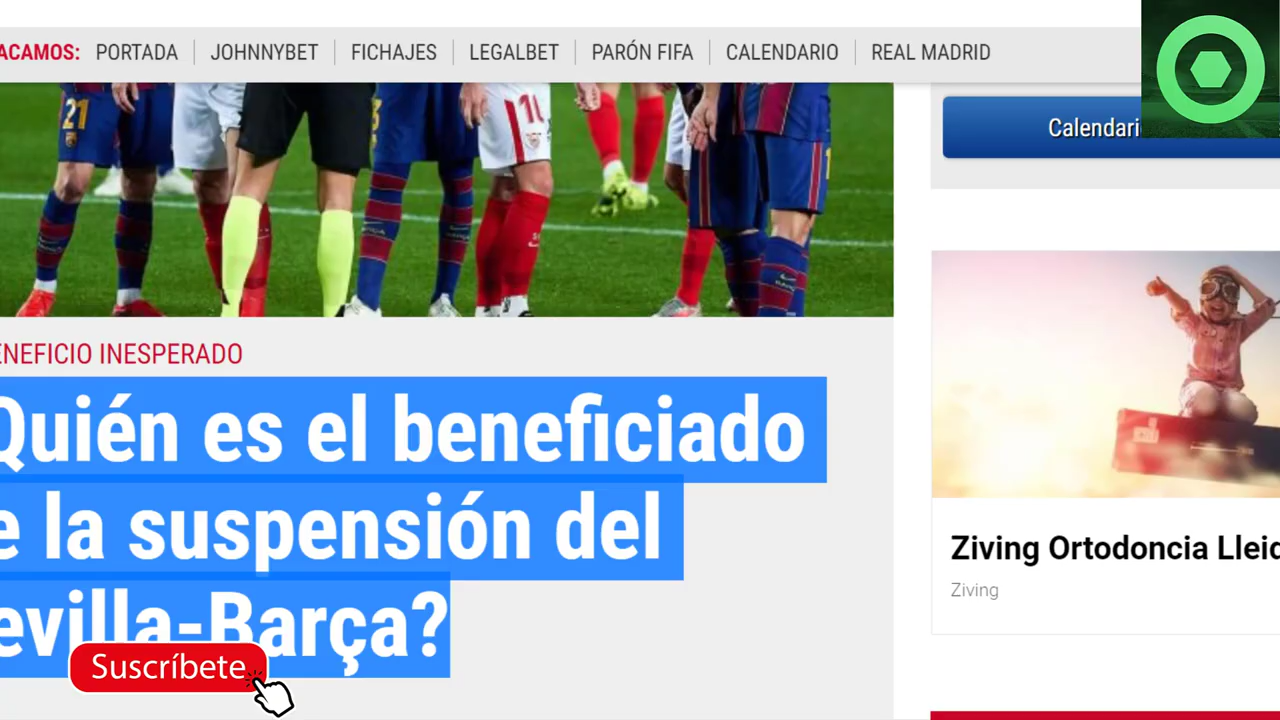 ACAMOS: PORTADA JOHNNYBET FICHAJES LEGALBET PARÓN FIFA CALENDARIO REAL MADRID
Calendari
21
ENEFICIO INESPERADO
Quién es el beneficiado
e la suspensión del
evilla-Barça?
Suscríbete
Ziving Ortodoncia Lleid
Ziving